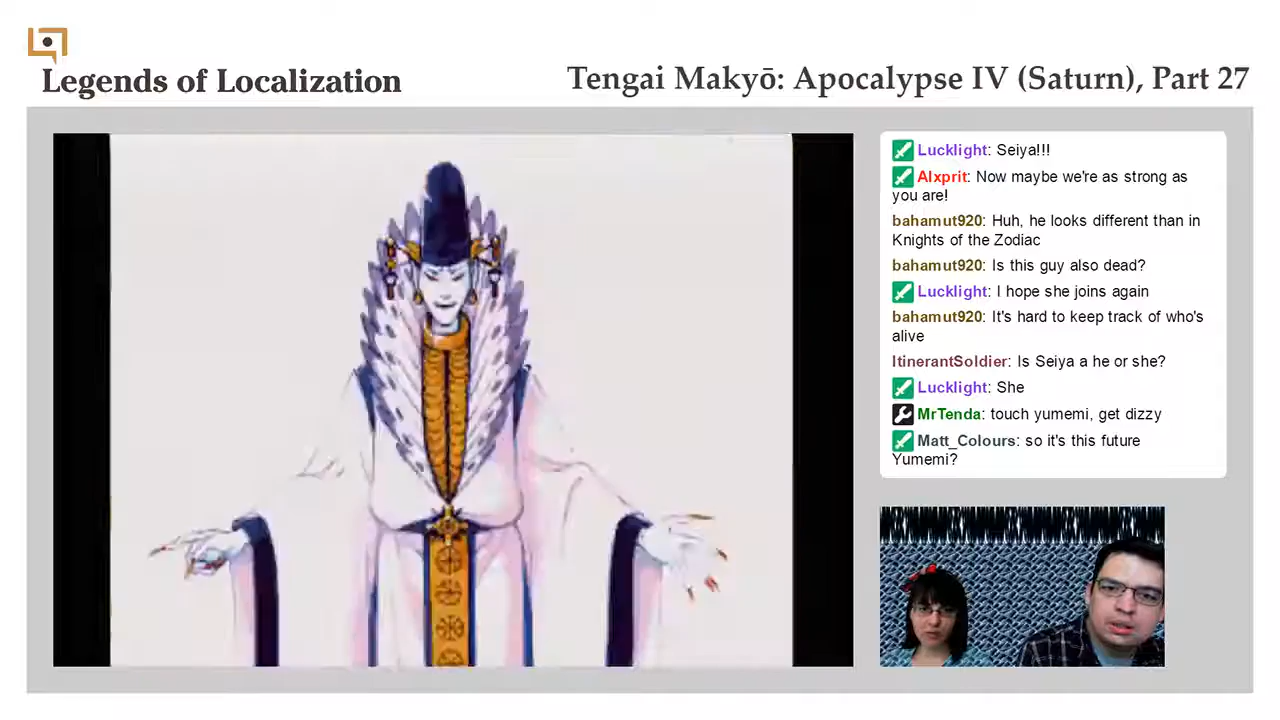 Legends of Localization
Tengai Makyō: Apocalypse IV (Saturn), Part 27
Lucklight: Seiya!!!
Alxprit: Now maybe we're as strong as
you are!
bahamut920: Huh, he looks different than in
Knights of the Zodiac
bahamut920: Is this guy also dead?
Lucklight: I hope she joins again
bahamut920: It's hard to keep track of who's
alive
ItinerantSoldier: Is Seiya a he or she?
Lucklight: She
MrTenda: touch yumemi, get dizzy
Matt_Colours: so it's this future
Yumemi?